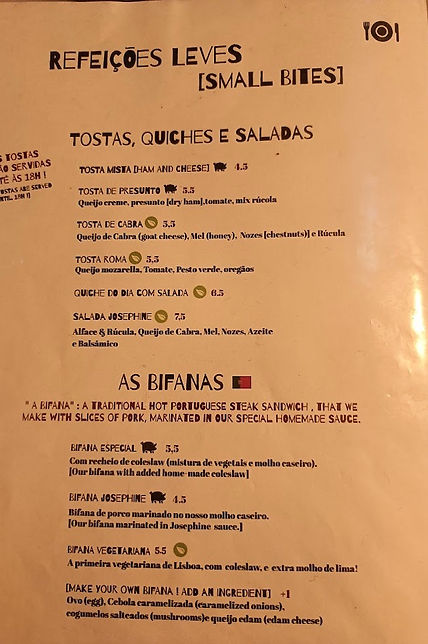 REFEIÇÕES LEVES
[SMALL BITES]
TOSTAS, QUICHES E SALADAS
TOSTAS
SERVIDAS
ÀS 18H !
TOSTAS ARE SERVED
18H !]
TOSTA MISTA [HAM AND CHEESE] 4.5
TOSTA DE PRESUNTO 5.5
Queijo creme, presunto [dry ham],tomate, mix rúcola
TOSTA DE CABRA 5,5
Queijo de Cabra (goat cheese), Mel (honey), Nozes [chestnuts)] e Rúcula
TOSTA ROMA 5,5
Queijo mozarella, Tomate, Pesto verde, oregãos
QUICHE DO DIA COM SALADA 6.5
SALADA JOSEPHINE 7,5
Alface & Rúcula, Queijo de Cabra, Mel, Nozes, Azeite
e Balsâmico
AS BIFANAS
" A BIFANA" : A TRADITIONAL HOT PORTUGUESE STEAK SANDWICH , THAT WE
MAKE WITH SLICES OF PORK, MARINATED IN OUR SPECIAL HOMEMADE SAUCE.
BIFANA ESPECIAL 5,5
Com recheio de coleslaw (mistura de vegetais e molho caseiro).
[Our bifana with added home-made coleslaw]
BIFANA JOSEPHINE 4.5
Bifana de porco marinado no nosso molho caseiro.
[Our bifana marinated in Josephine sauce.]
BIFANA VEGETARIANA 5.5
A primeira vegetariana de Lisboa, com coleslaw, e extra molho de lima!
[MAKE YOUR OWN BIFANA ! ADD AN INGREDIENT] +1
Ovo (egg), Cebola caramelizada (caramelized onions),
cogumelos salteados (mushrooms)e queijo edam (edam cheese)